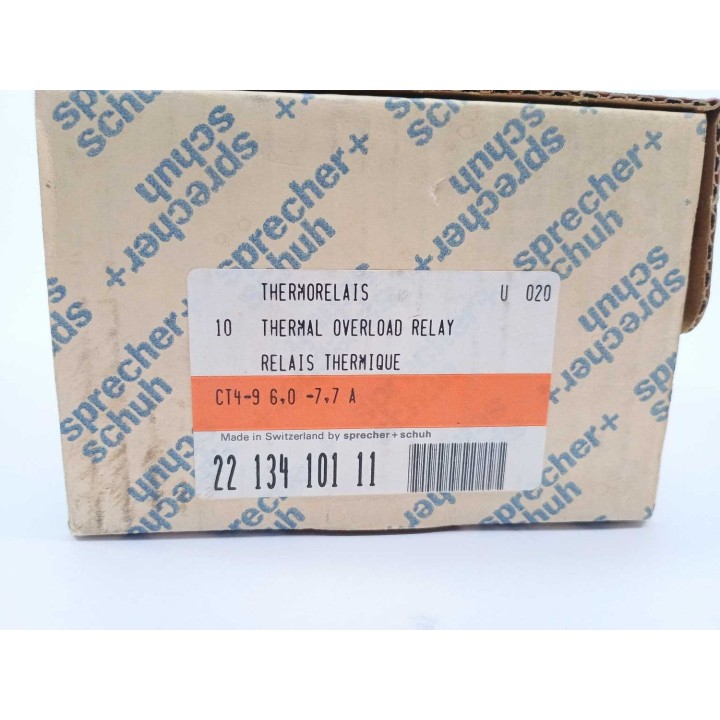 sprecher+
schuh
sprecher+
schuh
sprecher+
schuh
sprecher+
schuh
sprecher+
schuh
sprecher+
schuh
THERMORELAIS U 020
10 THERMAL OVERLOAD RELAY
RELAIS THERMIQUE
CT4-9 6,0 -7,7 A
Made in Switzerland by sprecher+schuh
22 134 101 11
sprecher+
schuh
sprecher+
schuh